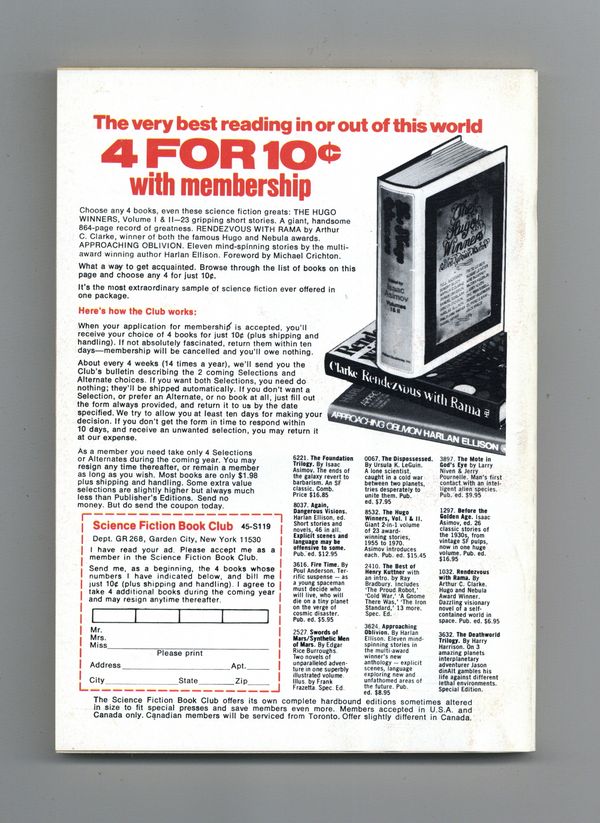 The very best reading in or out of this world
4 FOR 10¢
with membership
Choose any 4 books, even these science fiction greats: THE HUGO
WINNERS, Volume I & II—23 gripping short stories. A giant, handsome
864-page record of greatness. RENDEZVOUS WITH RAMA by Arthur
C. Clarke, winner of both the famous Hugo and Nebula awards.
APPROACHING OBLIVION. Eleven mind-spinning stories by the multi-
award winning author Harlan Ellison. Foreword by Michael Crichton.
What a way to get acquainted. Browse through the list of books on this
page and choose any 4 for just 10¢.
It's the most extraordinary sample of science fiction ever offered in
one package.
Here's how the Club works:
When your application for membership is accepted, you'll
receive your choice of 4 books for just 10¢ (plus shipping and
handling). If not absolutely fascinated, return them within ten
days—membership will be cancelled and you'll owe nothing.
About every 4 weeks (14 times a year), we'll send you the
Club's bulletin describing the 2 coming Selections and
Alternate choices. If you want both Selections, you need do
nothing; they'll be shipped automatically. If you don't want a
Selection, or prefer an Alternate, or no book at all, just fill out
the form always provided, and return it to us by the date
specified. We try to allow you at least ten days for making your
decision. If you don't get the form in time to respond within
10 days, and receive an unwanted selection, you may return it
at our expense.
As a member you need take only 4 Selections
or Alternates during the coming year. You may
resign any time thereafter, or remain a member
as long as you wish. Most books are only $1.98
plus shipping and handling. Some extra value
selections are slightly higher but always much
less than Publisher's Editions. Send no
money. But do send the coupon today.
The Hugo Winners
Edited by
Isaac
Asimov
Volumes
I & II
The
Hugo
Winners
Clarke Rendezvous with Rama
APPROACHING OBLIVION HARLAN ELLISON
Science Fiction Book Club 45-S119
Dept. GR 268, Garden City, New York 11530
I have read your ad. Please accept me as a
member in the Science Fiction Book Club.
Send me, as a beginning, the 4 books whose
numbers I have indicated below, and bill me
just 10¢ (plus shipping and handling). I agree to
take 4 additional books during the coming year
and may resign anytime thereafter.
Mr.
Mrs.
Miss
Please print
Address Apt.
City State Zip
6221. The Foundation
Trilogy. By Isaac
Asimov. The ends of
the galaxy revert to
barbarism. An SF
classic. Comb.
Price $16.85
8037. Again,
Dangerous Visions.
Harlan Ellison, ed.
Short stories and
novels, 46 in all.
Explicit scenes and
language may be
offensive to some.
Pub. ed. $12.95
3616. Fire Time. By
Poul Anderson. Ter-
rific suspense — as
a young spaceman
must decide who
will live, who will
die on a tiny planet
on the verge of
cosmic disaster.
Pub. ed. $5.95
2527. Swords of
Mars/Synthetic Men
of Mars. By Edgar
Rice Burroughs.
Two novels of
unparalleled adven-
ture in one superbly
illustrated volume.
Illus. by Frank
Frazetta. Spec. Ed.
0067. The Dispossessed.
By Ursula K. LeGuin.
A lone scientist,
caught in a cold war
between two planets,
tries desperately to
unite them. Pub.
ed. $7.95
8532. The Hugo
Winners, Vol. I & II.
Giant 2-in-1 volume
of 23 award-
winning stories,
1955 to 1970.
Asimov introduces
each. Pub. ed. $15.45
2410. The Best of
Henry Kuttner with
an intro. by Ray
Bradbury. Includes
'The Proud Robot,'
'Cold War,' 'A Gnome
There Was,' 'The Iron
Standard,' 13 more.
Spec. Ed.
3624. Approaching
Oblivion. By Harlan
Ellison. Eleven mind-
spinning stories in
the multi-award
winner's new
anthology — explicit
scenes, language
exploring new and
unfathomed areas of
the future. Pub.
ed. $8.95
3897. The Mote in
God's Eye by Larry
Niven & Jerry
Pournelle. Man's first
contact with an intel-
ligent alien species.
Pub. ed. $9.95
1297. Before the
Golden Age. Isaac
Asimov, ed. 26
classic stories of
the 1930s, from
vintage SF pulps,
now in one huge
volume. Pub. ed.
$16.95
1032. Rendezvous
with Rama. By
Arthur C. Clarke.
Hugo and Nebula
Award Winner.
Dazzling visionary
novel of a self-
contained world in
space. Pub. ed. $6.95
3632. The Deathworld
Trilogy. By Harry
Harrison. On 3
amazing planets
interplanetary
adventurer Jason
dinAlt gambles his
life against different
lethal environments.
Special Edition.
The Science Fiction Book Club offers its own complete hardbound editions sometimes altered
in size to fit special presses and save members even more. Members accepted in U.S.A. and
Canada only. Canadian members will be serviced from Toronto. Offer slightly different in Canada.